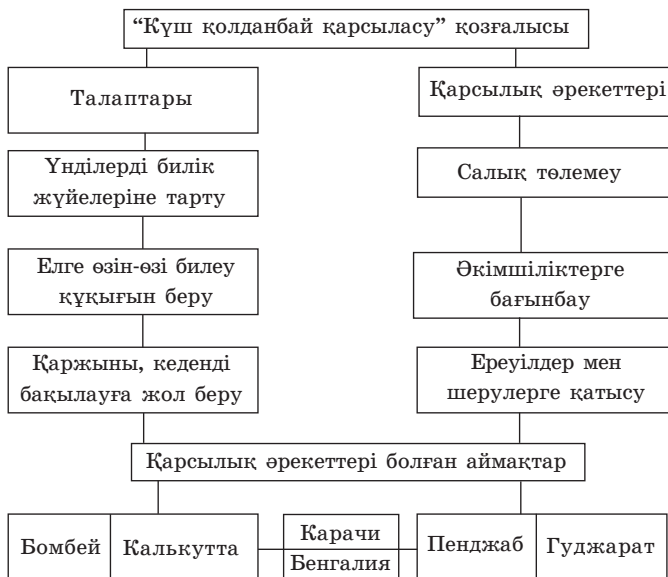 “Күш қолданбай қарсыласу” қозғалысы
Талаптары
Қарсылық әрекеттері
Үнділерді билік
жүйелеріне тарту
Салық төлемеу
Елге өзін-өзі билеу
құқығын беру
Әкімшіліктерге
бағынбау
Қаржыны, кеденді
бақылауға жол беру
Ереуілдер мен
шерулерге қатысу
Қарсылық әрекеттері болған аймақтар
Бомбей
Калькутта
Карачи
Бенгалия
Пенджаб
Гуджарат